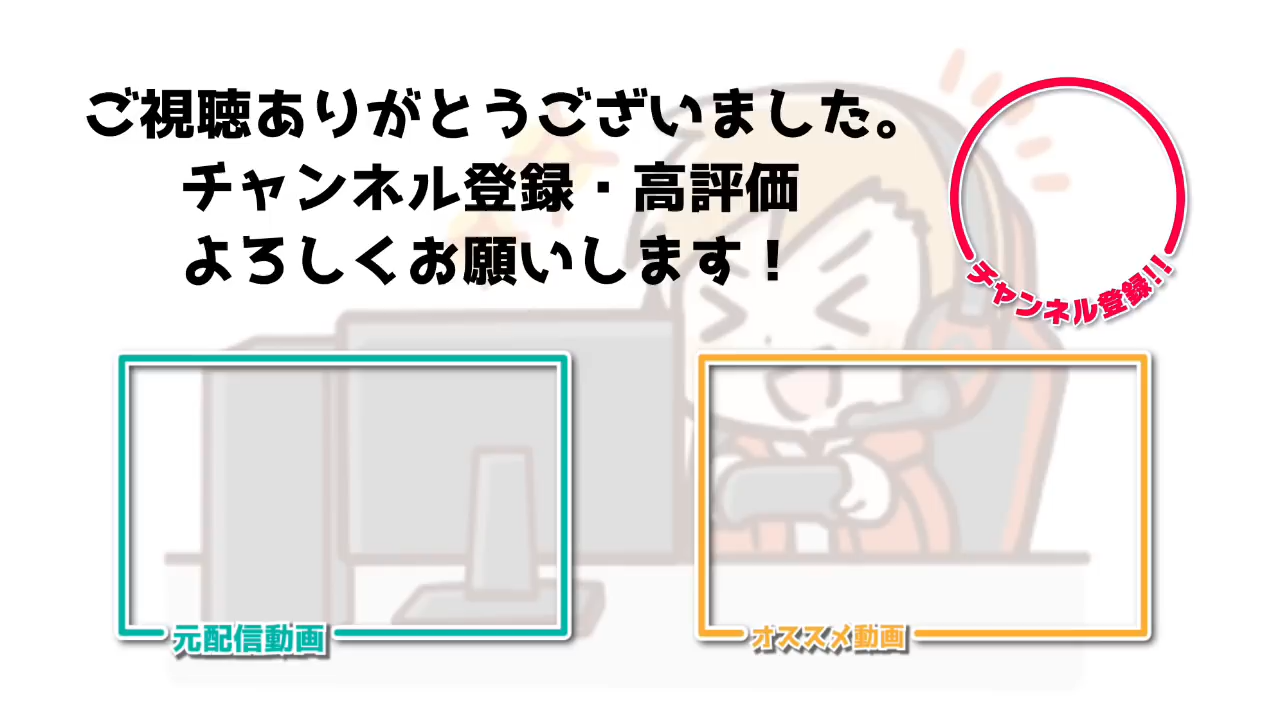 ご視聴ありがとうございました。
チャンネル登録・高評価
よろしくお願いします！
チャンネル登録!!
元配信動画
オススメ動画